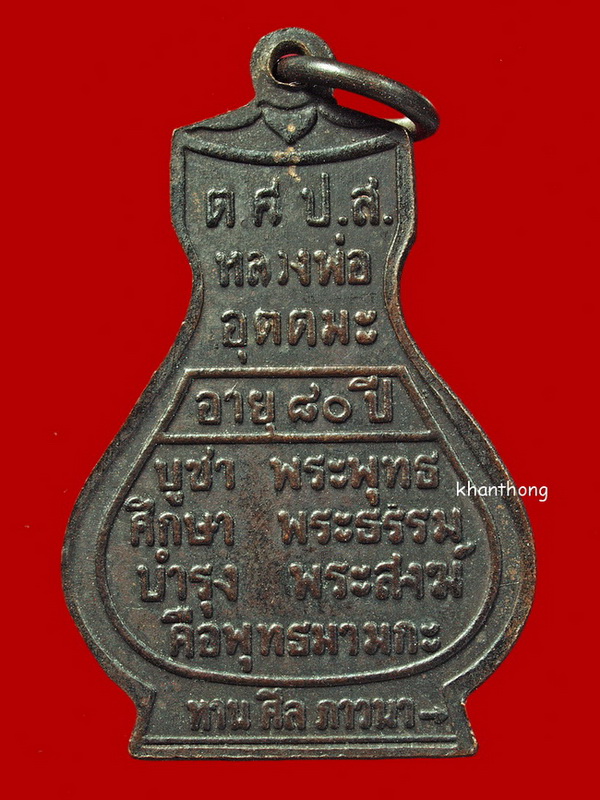 ต ศ ป.ส.
หลวงพ่อ
อุตตมะ
อายุ ๘๐ ปี
บูชา พระพุทธ
ศึกษา พระธรรม
บำรุง พระสงฆ์
คือพุทธมามกะ
ทาน ศีล ภาวนา
khanthong